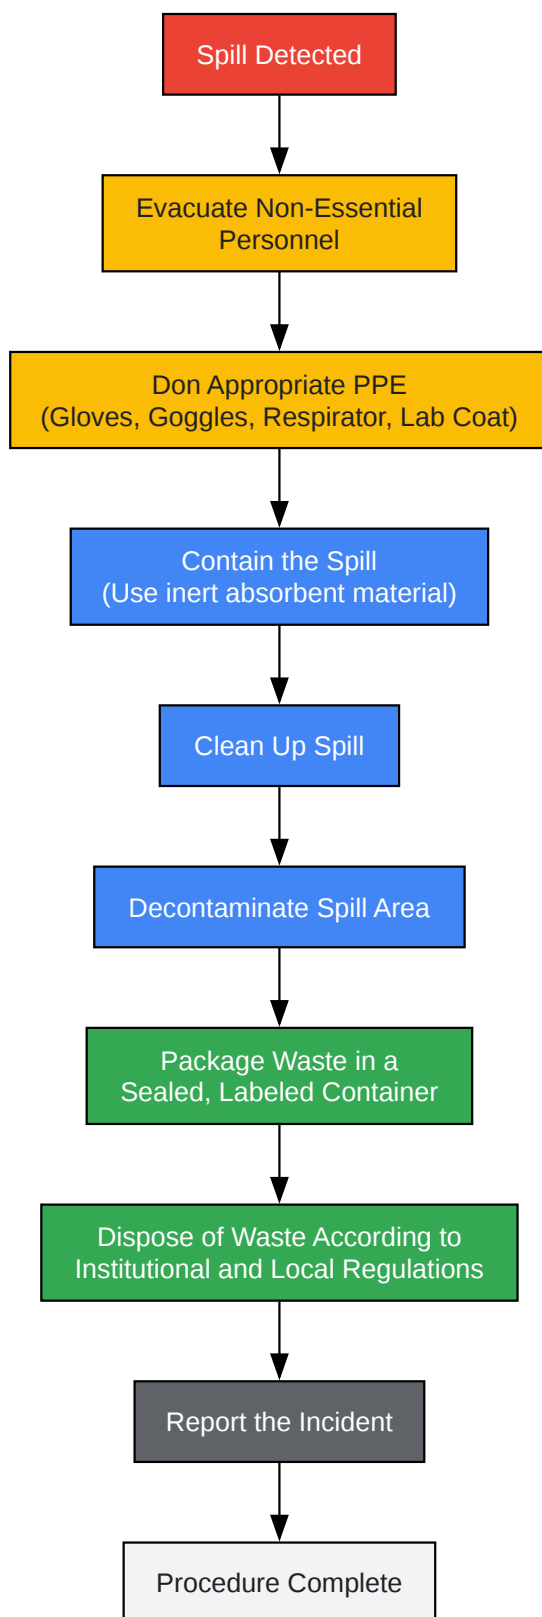 Spill Detected
Evacuate Non-Essential
Personnel
Don Appropriate PPE
(Gloves, Goggles, Respirator, Lab Coat)
Contain the Spill
(Use inert absorbent material)
Clean Up Spill
Decontaminate Spill Area
Package Waste in a
Sealed, Labeled Container
Dispose of Waste According to
Institutional and Local Regulations
Report the Incident
Procedure Complete